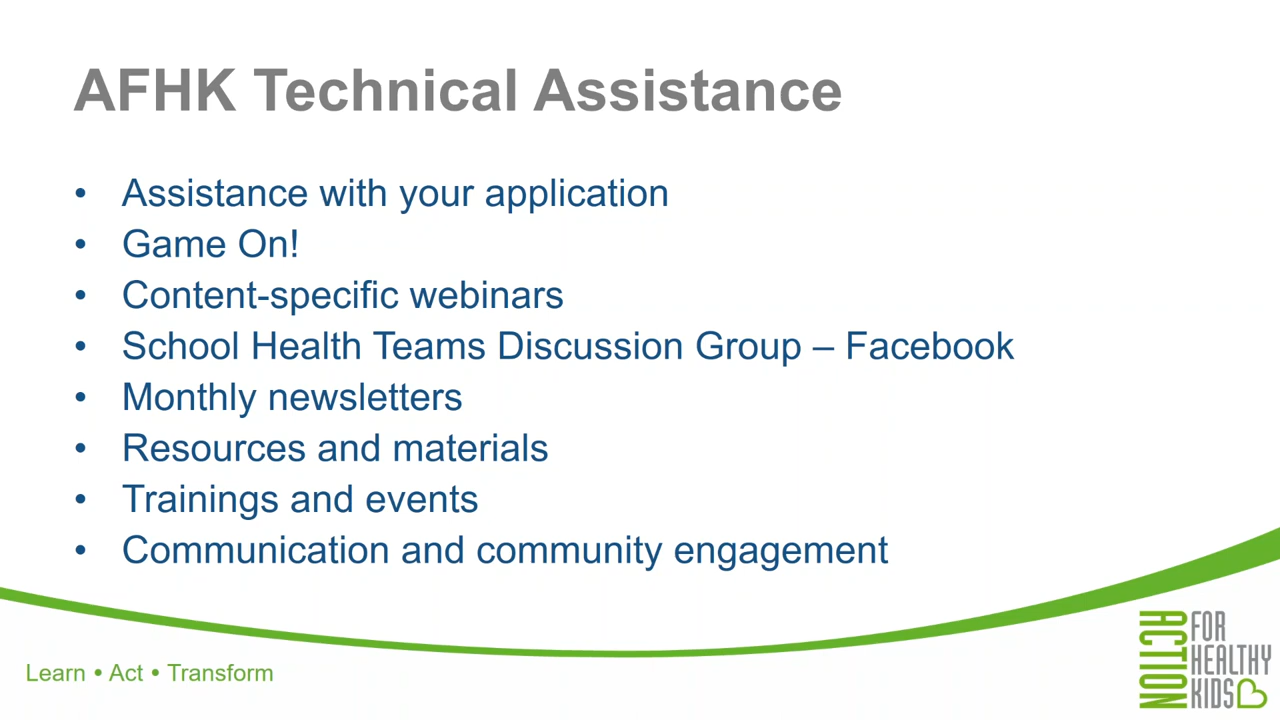 AFHK Technical Assistance
• Assistance with your application
• Game On!
• Content-specific webinars
• School Health Teams Discussion Group – Facebook
• Monthly newsletters
• Resources and materials
• Trainings and events
• Communication and community engagement
Learn • Act • Transform
ACTION
FOR
HEALTHY
KIDS